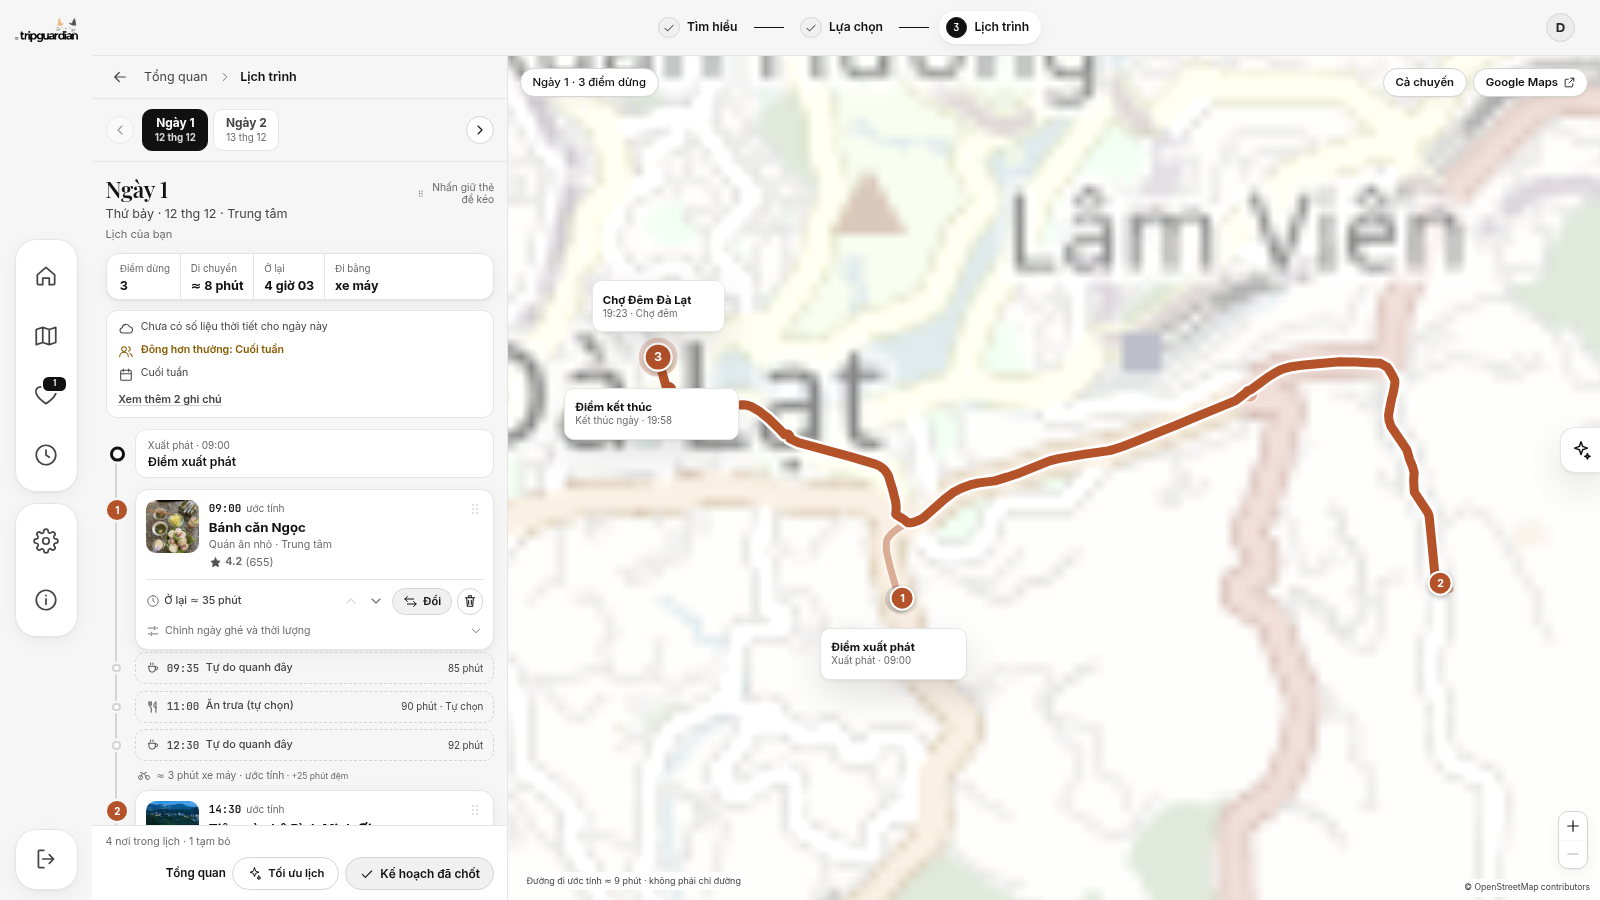 .tripguardian
Tìm hiểu
Lựa chọn
3
Lịch trình
D
Tổng quan
Lịch trình
Ngày 1
12 thg 12
Ngày 2
13 thg 12
Ngày 1
Nhấn giữ thẻ
để kéo
Thứ bảy · 12 thg 12 · Trung tâm
Lịch của bạn
Điểm dừng
3
Di chuyển
≈ 8 phút
Ở lại
4 giờ 03
Đi bằng
xe máy
Chưa có số liệu thời tiết cho ngày này
Đông hơn thường: Cuối tuần
Cuối tuần
Xem thêm 2 ghi chú
1
Xuất phát · 09:00
Điểm xuất phát
1
09:00 ước tính
Bánh căn Ngọc
Quán ăn nhỏ · Trung tâm
4.2 (655)
Ở lại ≈ 35 phút
Đổi
Chỉnh ngày ghé và thời lượng
09:35 Tự do quanh đây
85 phút
11:00 Ăn trưa (tự chọn)
90 phút · Tự chọn
12:30 Tự do quanh đây
92 phút
≈ 3 phút xe máy · ước tính · +25 phút đệm
2
14:30 ước tính
4 nơi trong lịch · 1 tạm bỏ
Tổng quan
Tối ưu lịch
Kế hoạch đã chốt
Ngày 1 · 3 điểm dừng
Cả chuyến
Google Maps
Lâm Viên
Chợ Đêm Đà Lạt
19:23 · Chợ đêm
3
Đà Lạt
Điểm kết thúc
Kết thúc ngày · 19:58
2
1
Điểm xuất phát
Xuất phát · 09:00
Đường đi ước tính ≈ 9 phút · không phải chỉ đường
© OpenStreetMap contributors